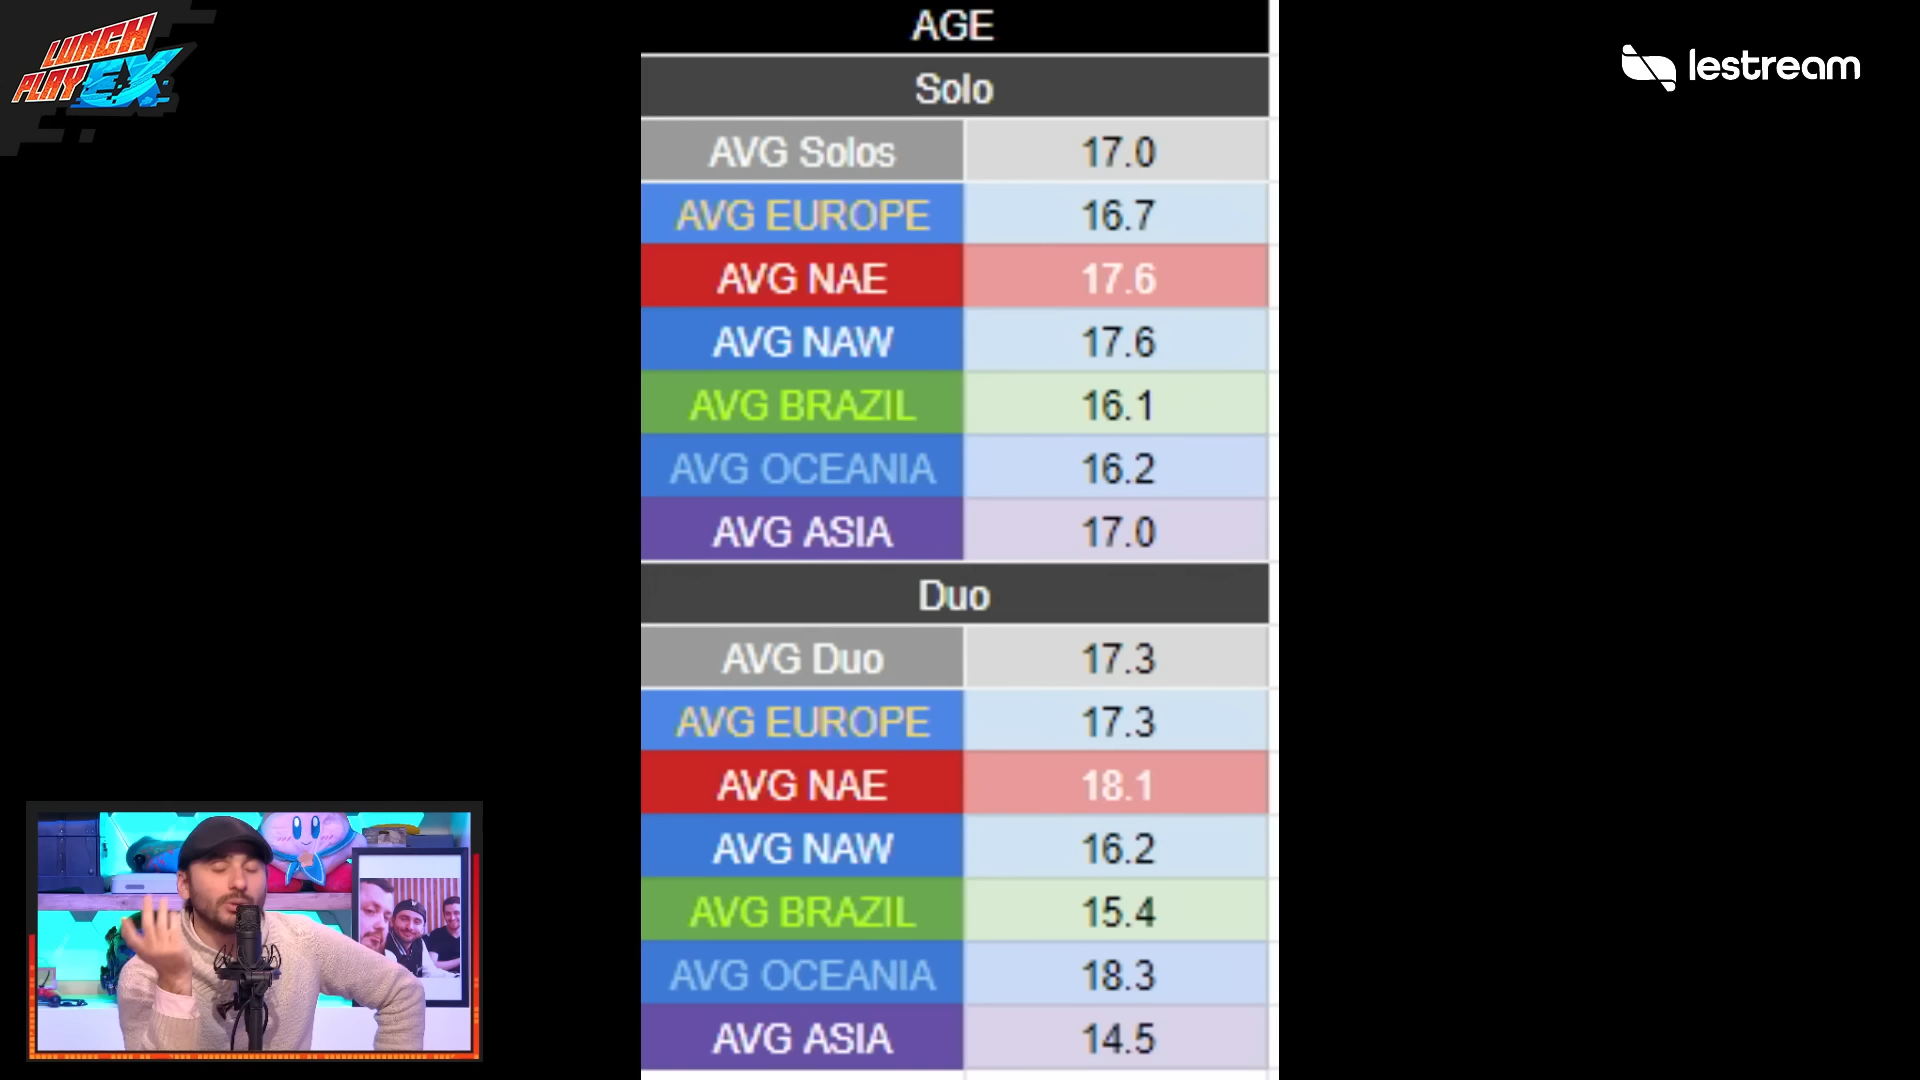 LUNCH
PLAY EX
lestream
AGE
Solo
AVG Solos 17.0
AVG EUROPE 16.7
AVG NAE 17.6
AVG NAW 17.6
AVG BRAZIL 16.1
AVG OCEANIA 16.2
AVG ASIA 17.0
Duo
AVG Duo 17.3
AVG EUROPE 17.3
AVG NAE 18.1
AVG NAW 16.2
AVG BRAZIL 15.4
AVG OCEANIA 18.3
AVG ASIA 14.5